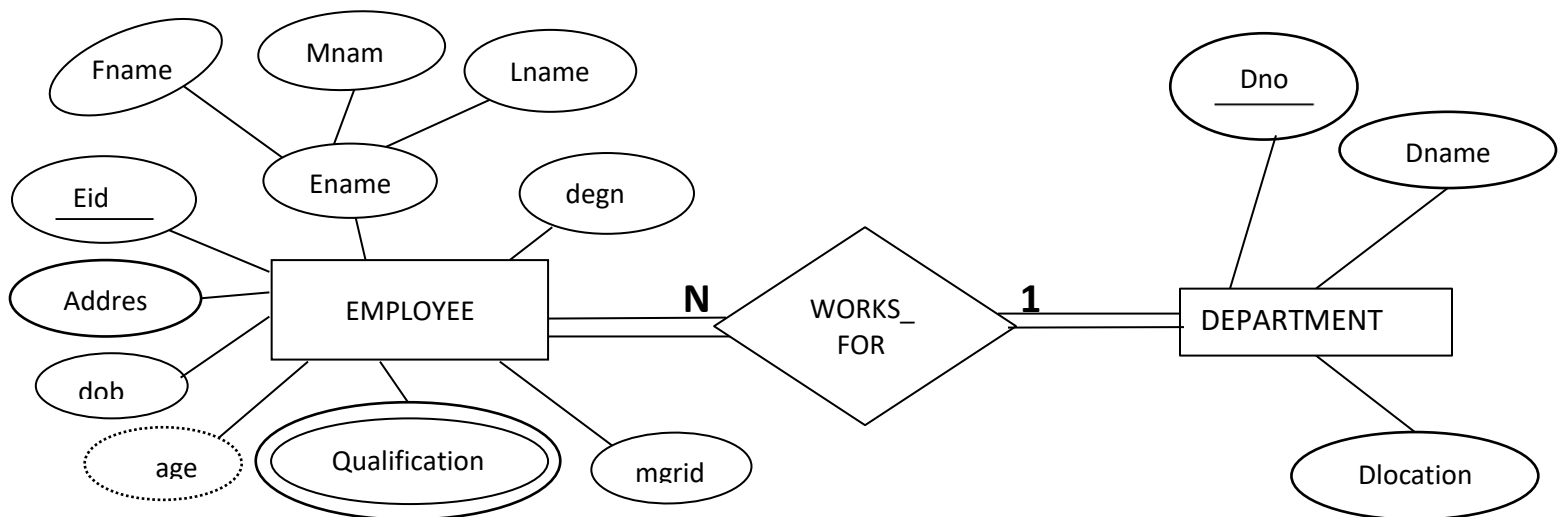 Fname
Mnam
Lname
Dno
Dname
Eid
Ename
degn
Addres
EMPLOYEE
N
WORKS_
FOR
1
DEPARTMENT
dob
age
Qualification
mgrid
Dlocation